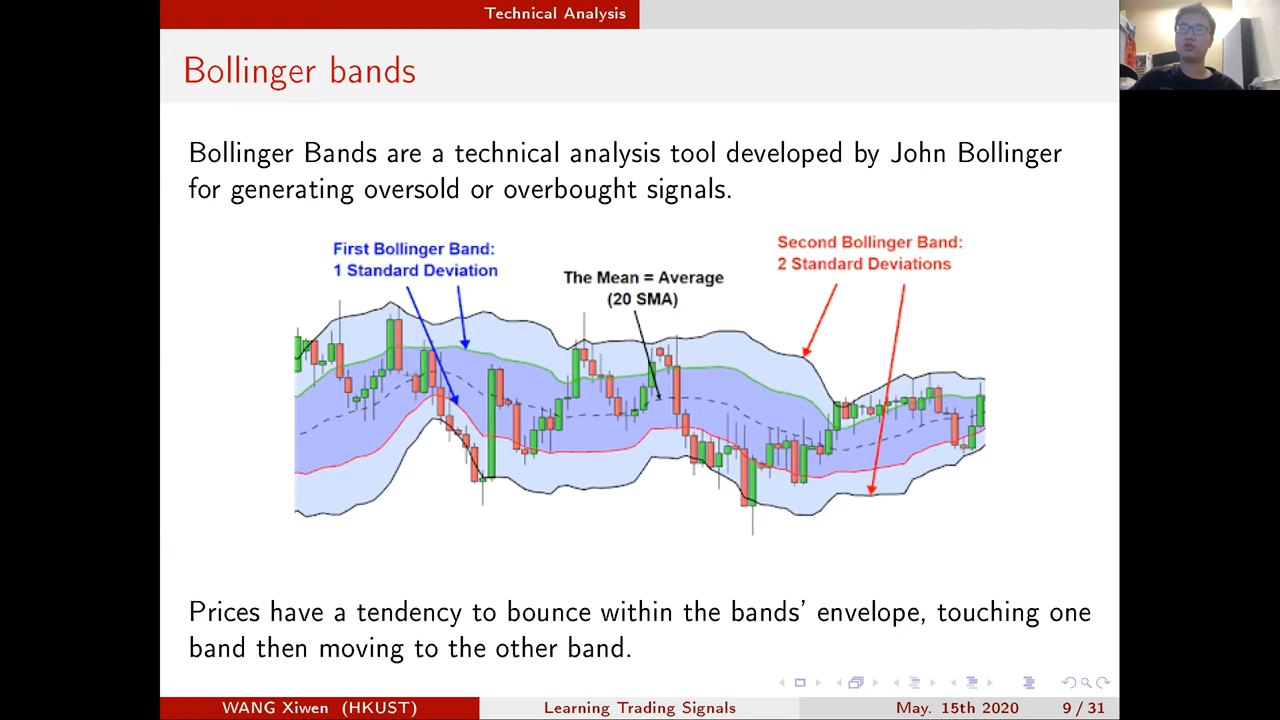 Technical Analysis
Bollinger bands
Bollinger Bands are a technical analysis tool developed by John Bollinger
for generating oversold or overbought signals.
First Bollinger Band:
1 Standard Deviation
The Mean = Average
(20 SMA)
Second Bollinger Band:
2 Standard Deviations
Prices have a tendency to bounce within the bands' envelope, touching one
band then moving to the other band.
WANG Xiwen (HKUST)
Learning Trading Signals
May. 15th 2020
9 / 31